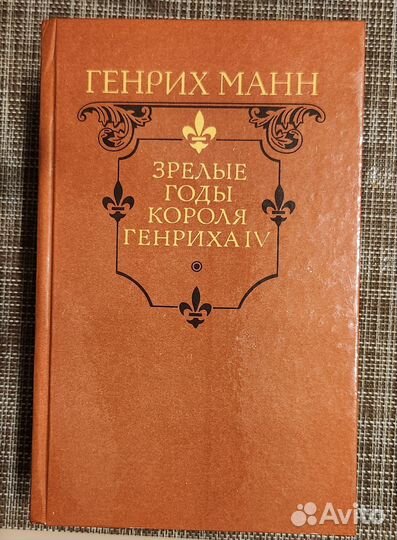 ГЕНРИХ МАНН
ЗРЕЛЫЕ
ГОДЫ
КОРОЛЯ
ГЕНРИХА IV
Avito